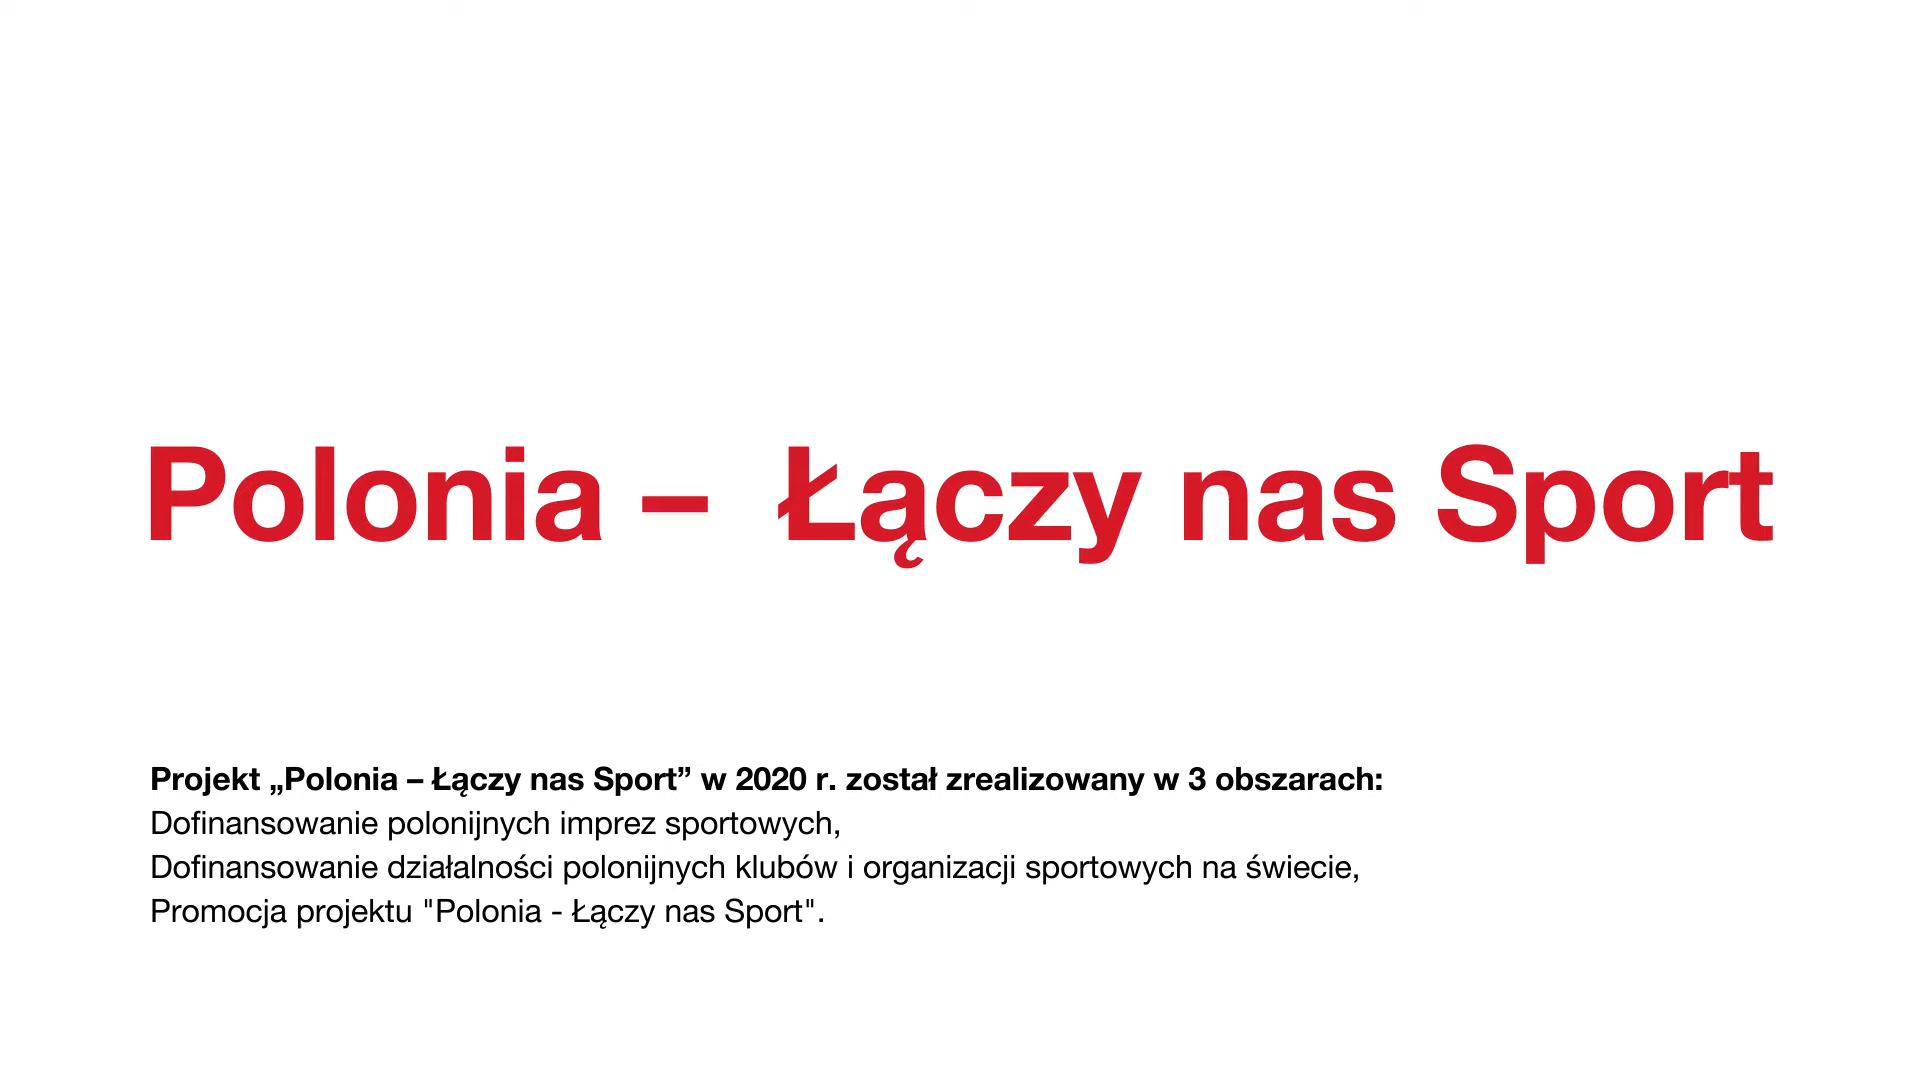 Polonia – Łączy nas Sport
Projekt „Polonia – Łączy nas Sport” w 2020 r. został zrealizowany w 3 obszarach:
Dofinansowanie polonijnych imprez sportowych,
Dofinansowanie działalności polonijnych klubów i organizacji sportowych na świecie,
Promocja projektu "Polonia - Łączy nas Sport".